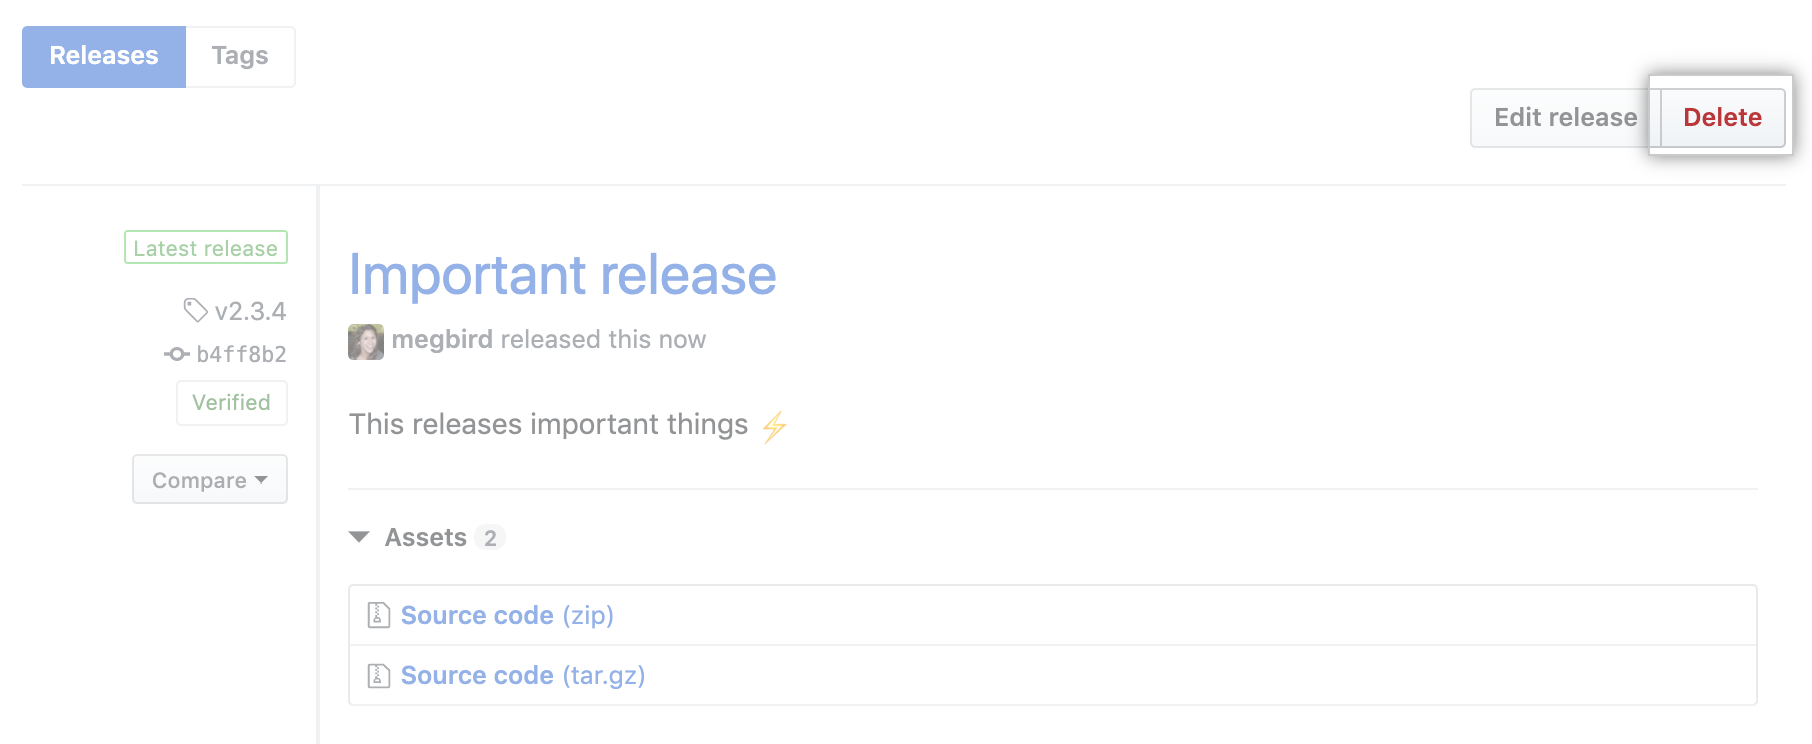 Releases Tags
Edit release Delete
Latest release
v2.3.4
b4ff8b2
Verified
Compare
Important release
megbird released this now
This releases important things ⚡
Assets 2
Source code (zip)
Source code (tar.gz)